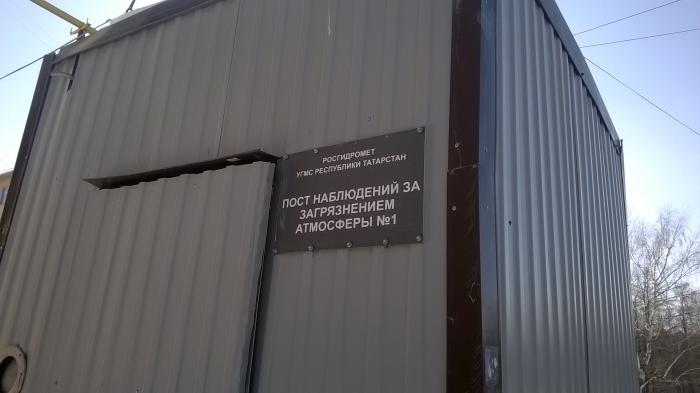 РОСГИДРОМЕТ
УГМС РЕСПУБЛИКИ ТАТАРСТАН
ПОСТ НАБЛЮДЕНИЙ ЗА
ЗАГРЯЗНЕНИЕМ
АТМОСФЕРЫ №1